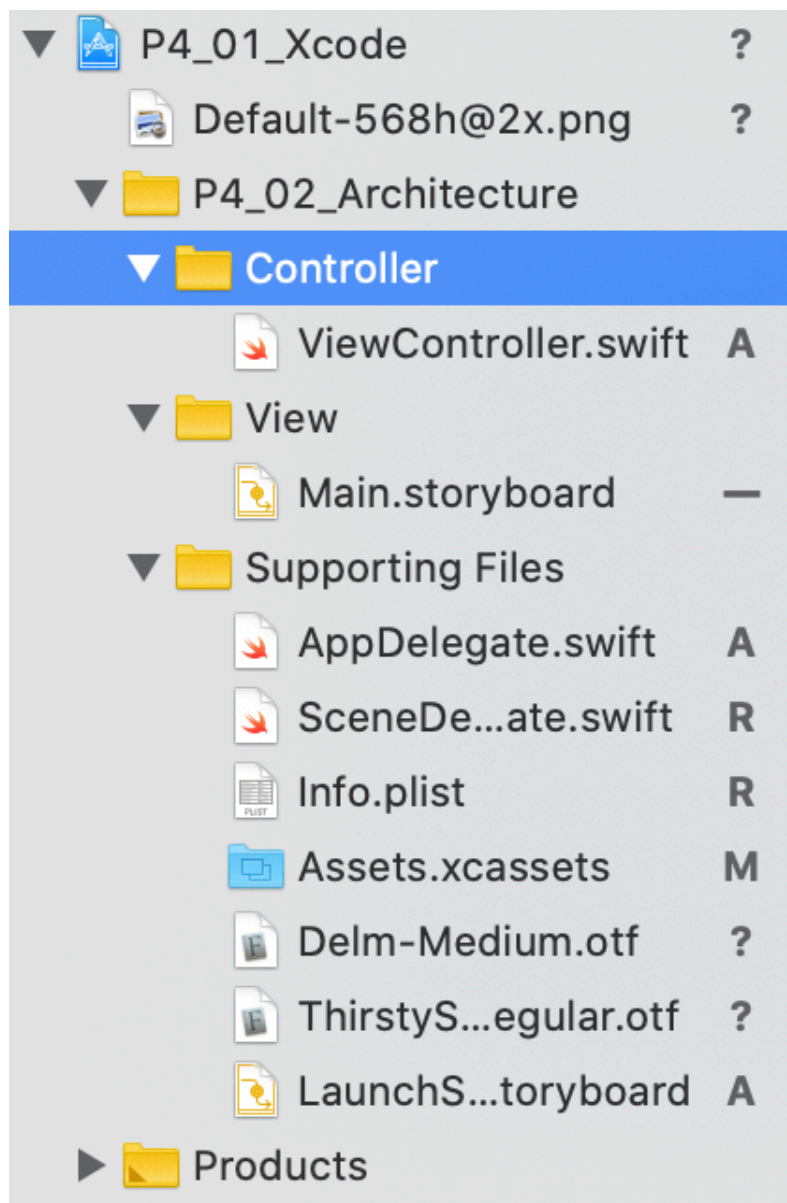 P4_01_Xcode ?
Default-568h@2x.png ?
P4_02_Architecture
Controller
ViewController.swift A
View
Main.storyboard —
Supporting Files
AppDelegate.swift A
SceneDe...ate.swift R
PLIST Info.plist R
Assets.xcassets M
F Delm-Medium.otf ?
F ThirstyS...egular.otf ?
LaunchS...toryboard A
Products